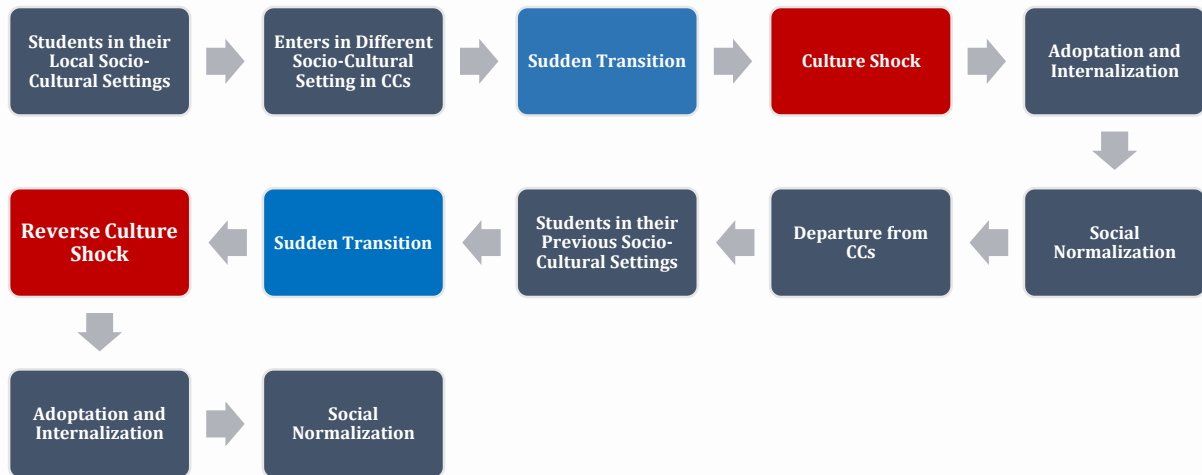 Students in their
Local Socio-
Cultural Settings
Enters in Different
Socio-Cultural
Setting in CCs
Sudden Transition
Culture Shock
Adoptation and
Internalization
Social
Normalization
Departure from
CCs
Students in their
Previous Socio-
Cultural Settings
Sudden Transition
Reverse Culture
Shock
Adoptation and
Internalization
Social
Normalization